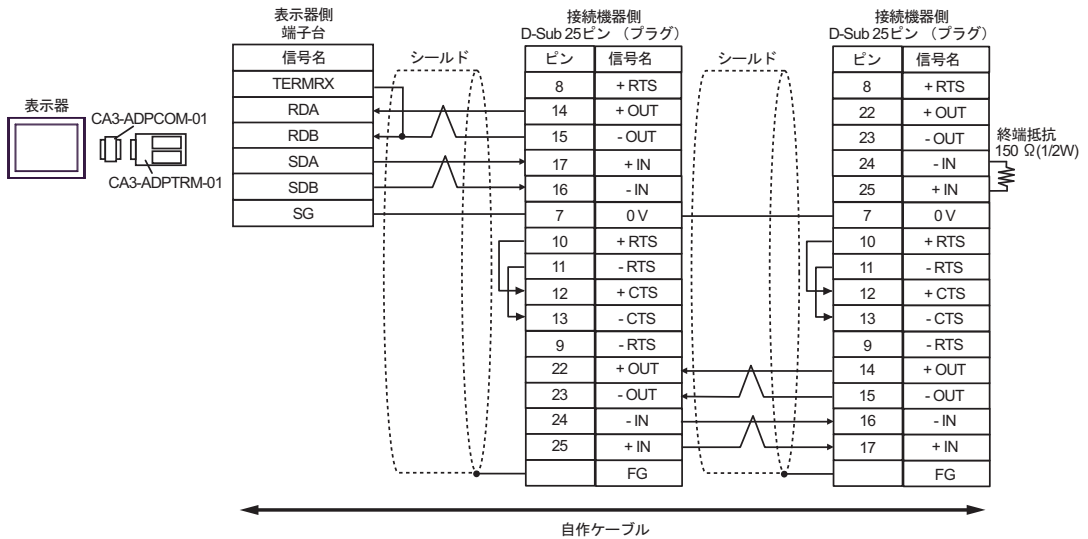 表示器
CA3-ADPCOM-01
CA3-ADPTRM-01
表示器側
端子台
信号名
TERMRX
RDA
RDB
SDA
SDB
SG
シールド
接続機器側
D-Sub 25ピン （プラグ）
ピン 信号名
8 + RTS
14 + OUT
15 - OUT
17 + IN
16 - IN
7 0 V
10 + RTS
11 - RTS
12 + CTS
13 - CTS
9 - RTS
22 + OUT
23 - OUT
24 - IN
25 + IN
FG
シールド
接続機器側
D-Sub 25ピン （プラグ）
ピン 信号名
8 + RTS
22 + OUT
23 - OUT
24 - IN
25 + IN
7 0 V
10 + RTS
11 - RTS
12 + CTS
13 - CTS
9 - RTS
14 + OUT
15 - OUT
16 - IN
17 + IN
FG
終端抵抗
150 Ω(1/2W)
自作ケーブル